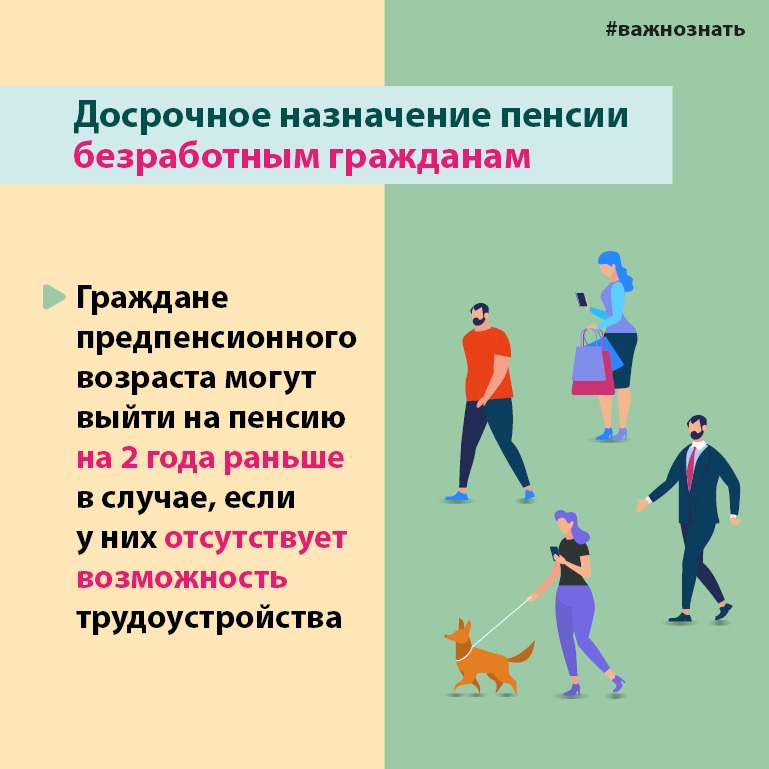 #важнознать
Досрочное назначение пенсии
безработным гражданам
Граждане
предпенсионного
возраста могут
выйти на пенсию
на 2 года раньше
в случае, если
у них отсутствует
возможность
трудоустройства